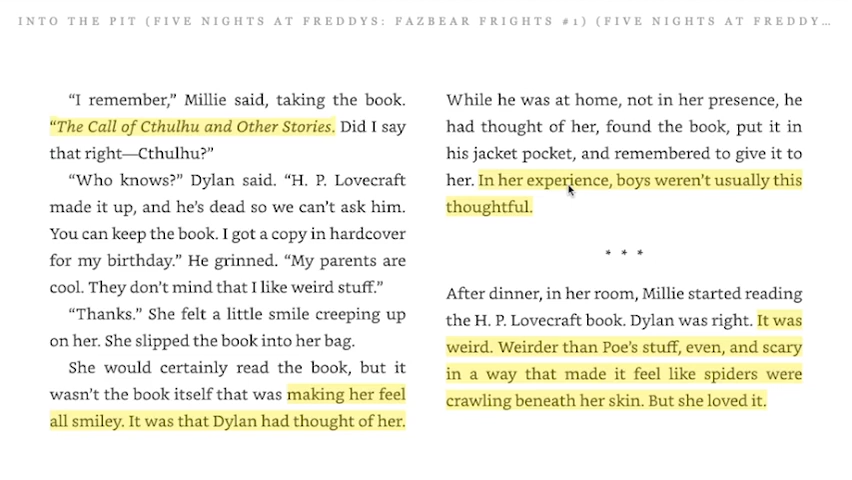 INTO THE PIT (FIVE NIGHTS AT FREDDYS: FAZBEAR FRIGHTS #1) (FIVE NIGHTS AT FREDDY...
“I remember,” Millie said, taking the book.
“The Call of Cthulhu and Other Stories. Did I say
that right—Cthulhu?”
“Who knows?” Dylan said. “H. P. Lovecraft
made it up, and he’s dead so we can’t ask him.
You can keep the book. I got a copy in hardcover
for my birthday.” He grinned. “My parents are
cool. They don’t mind that I like weird stuff.”
“Thanks.” She felt a little smile creeping up
on her. She slipped the book into her bag.
She would certainly read the book, but it
wasn’t the book itself that was making her feel
all smiley. It was that Dylan had thought of her.
While he was at home, not in her presence, he
had thought of her, found the book, put it in
his jacket pocket, and remembered to give it to
her. In her experience, boys weren’t usually this
thoughtful.
* * *
After dinner, in her room, Millie started reading
the H. P. Lovecraft book. Dylan was right. It was
weird. Weirder than Poe’s stuff, even, and scary
in a way that made it feel like spiders were
crawling beneath her skin. But she loved it.